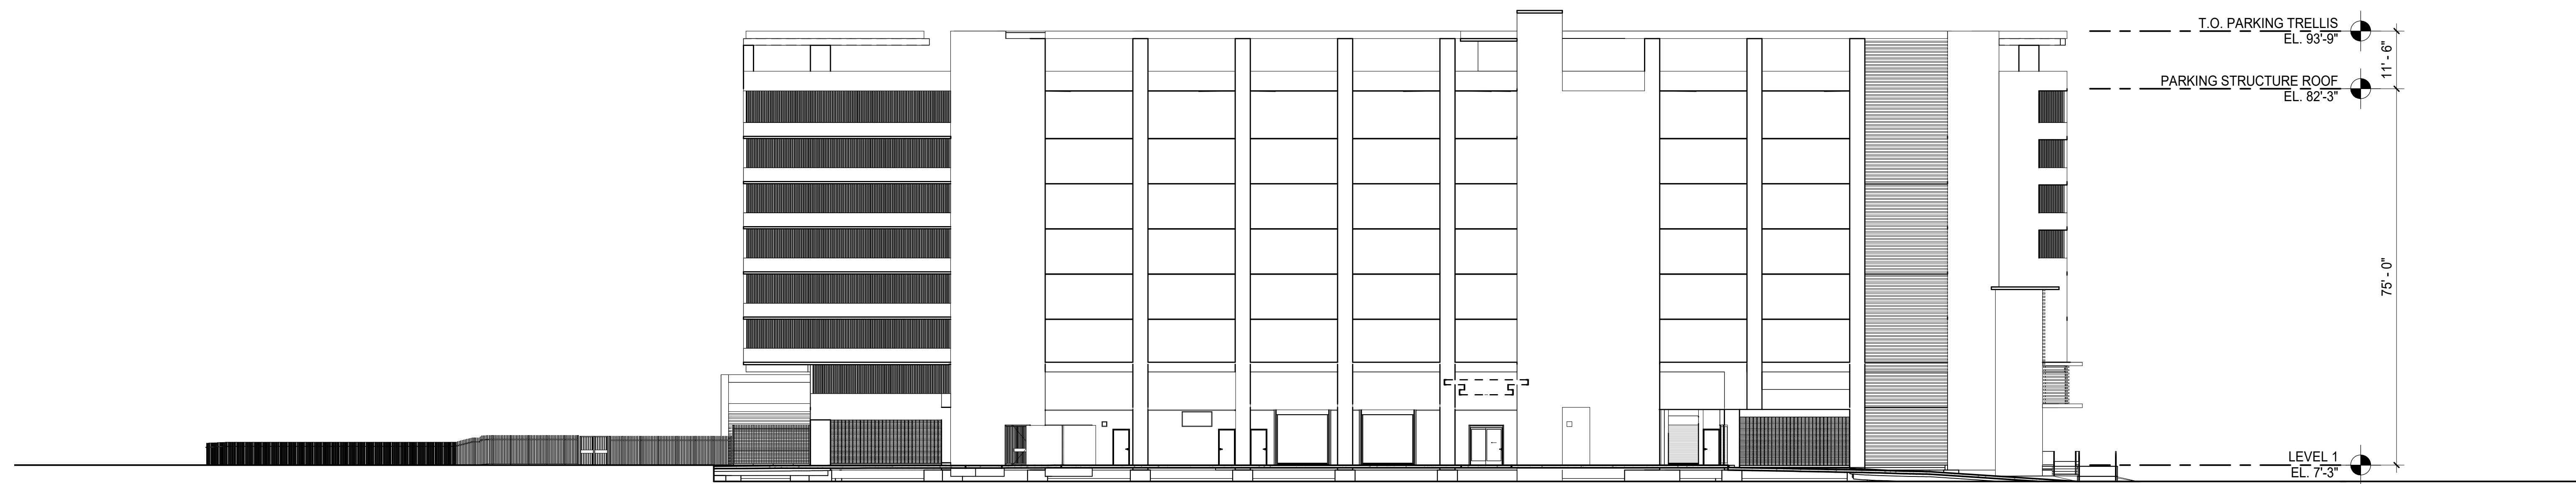 T.O. PARKING TRELLIS
EL. 93'-9"
11' - 6"
PARKING STRUCTURE ROOF
EL. 82'-3"
75' - 0"
LEVEL 1
EL. 7'-3"